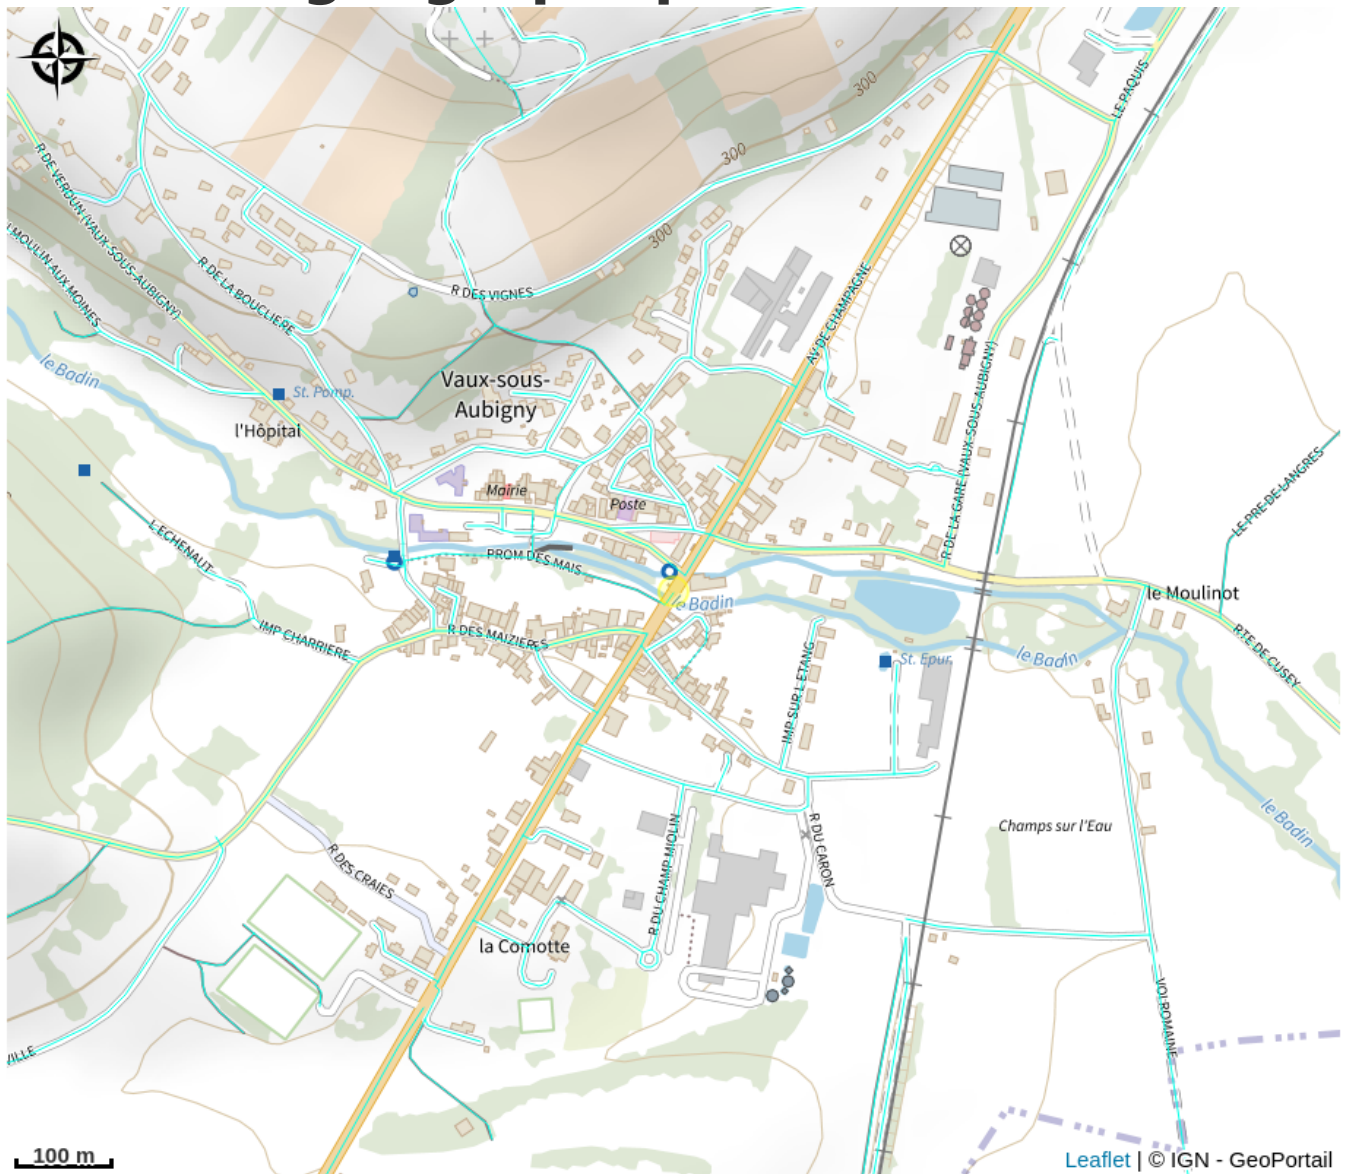 300
LE PAQUIS
R DE VERDUN (VAUX-SOUS-AUBIGNY)
300
MOULIN AUX MOINES
R DE LA BOUCLIERE
300
R DES VIGNES
AV DE CHAMPAGNE
le Badin
St. Pomp.
Vaux-sous-
Aubigny
l'Hôpital
R DE LA GARE (VAUX-SOUS-AUBIGNY)
LE PRE DE LANGRES
Mairie
Poste
L'ECHENAUT
PROM DES MAIS
le Moulinot
le Badin
IMP CHARRIERE
R DES MAIZIERES
RTE DE CUSEY
St. Epur.
le Badin
IMP SUR L'ETANG
le Badin
Champs sur l'Eau
R DES CRAIES
R DU CHAMP MIOLIN
R DU CARON
la Comotte
VOI ROMAINE
VILLE
100 m
Leaflet | © IGN - GeoPortail